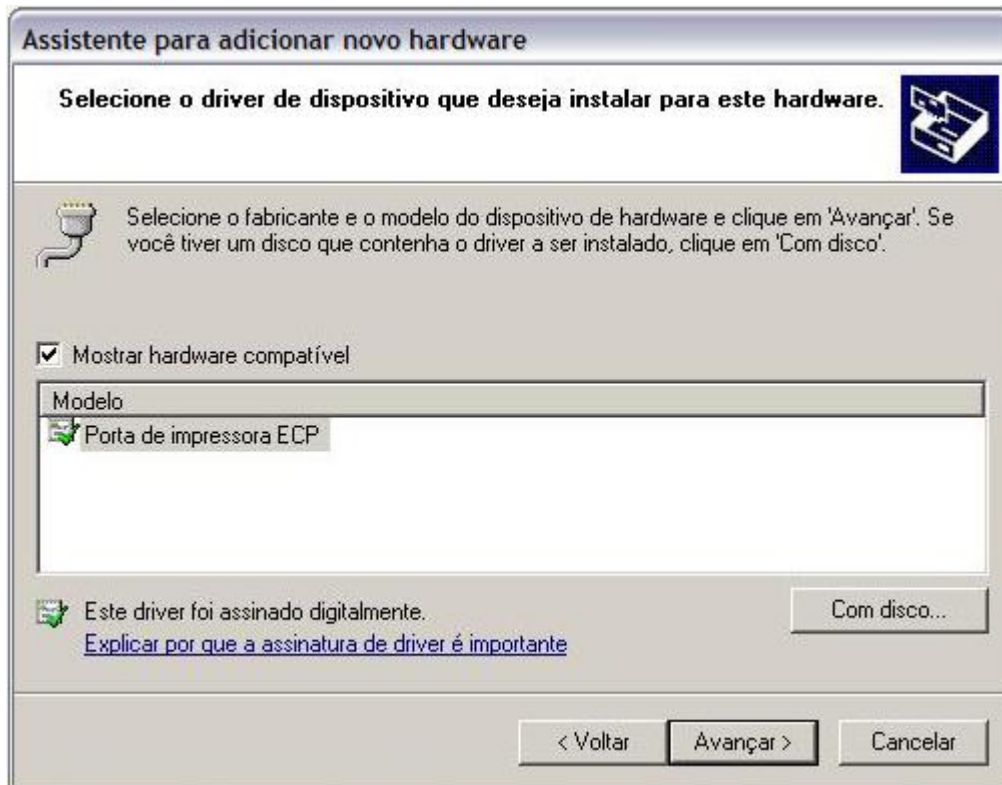 Assistente para adicionar novo hardware
Selecione o driver de dispositivo que deseja instalar para este hardware.
Selecione o fabricante e o modelo do dispositivo de hardware e clique em 'Avançar'. Se
você tiver um disco que contenha o driver a ser instalado, clique em 'Com disco'.
Mostrar hardware compatível
Modelo
Porta de impressora ECP
Este driver foi assinado digitalmente.
Com disco...
Explicar por que a assinatura de driver é importante
< Voltar
Avançar >
Cancelar